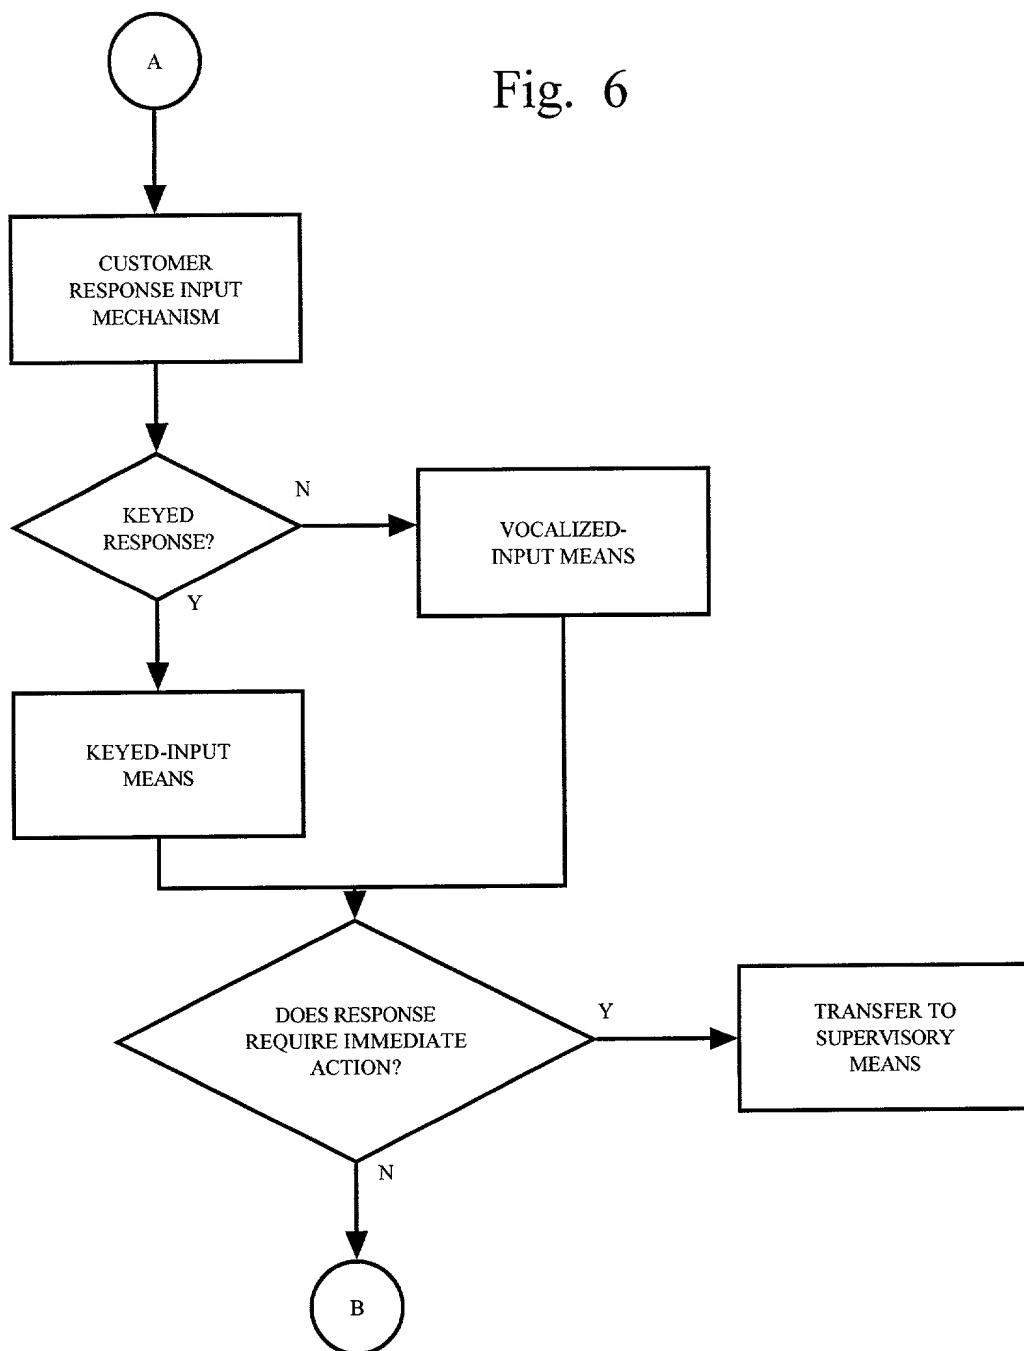 A
Fig. 6
CUSTOMER
RESPONSE INPUT
MECHANISM
KEYED
RESPONSE?
N
VOCALIZED-
INPUT MEANS
Y
KEYED-INPUT
MEANS
DOES RESPONSE
REQUIRE IMMEDIATE
ACTION?
Y
TRANSFER TO
SUPERVISORY
MEANS
N
B